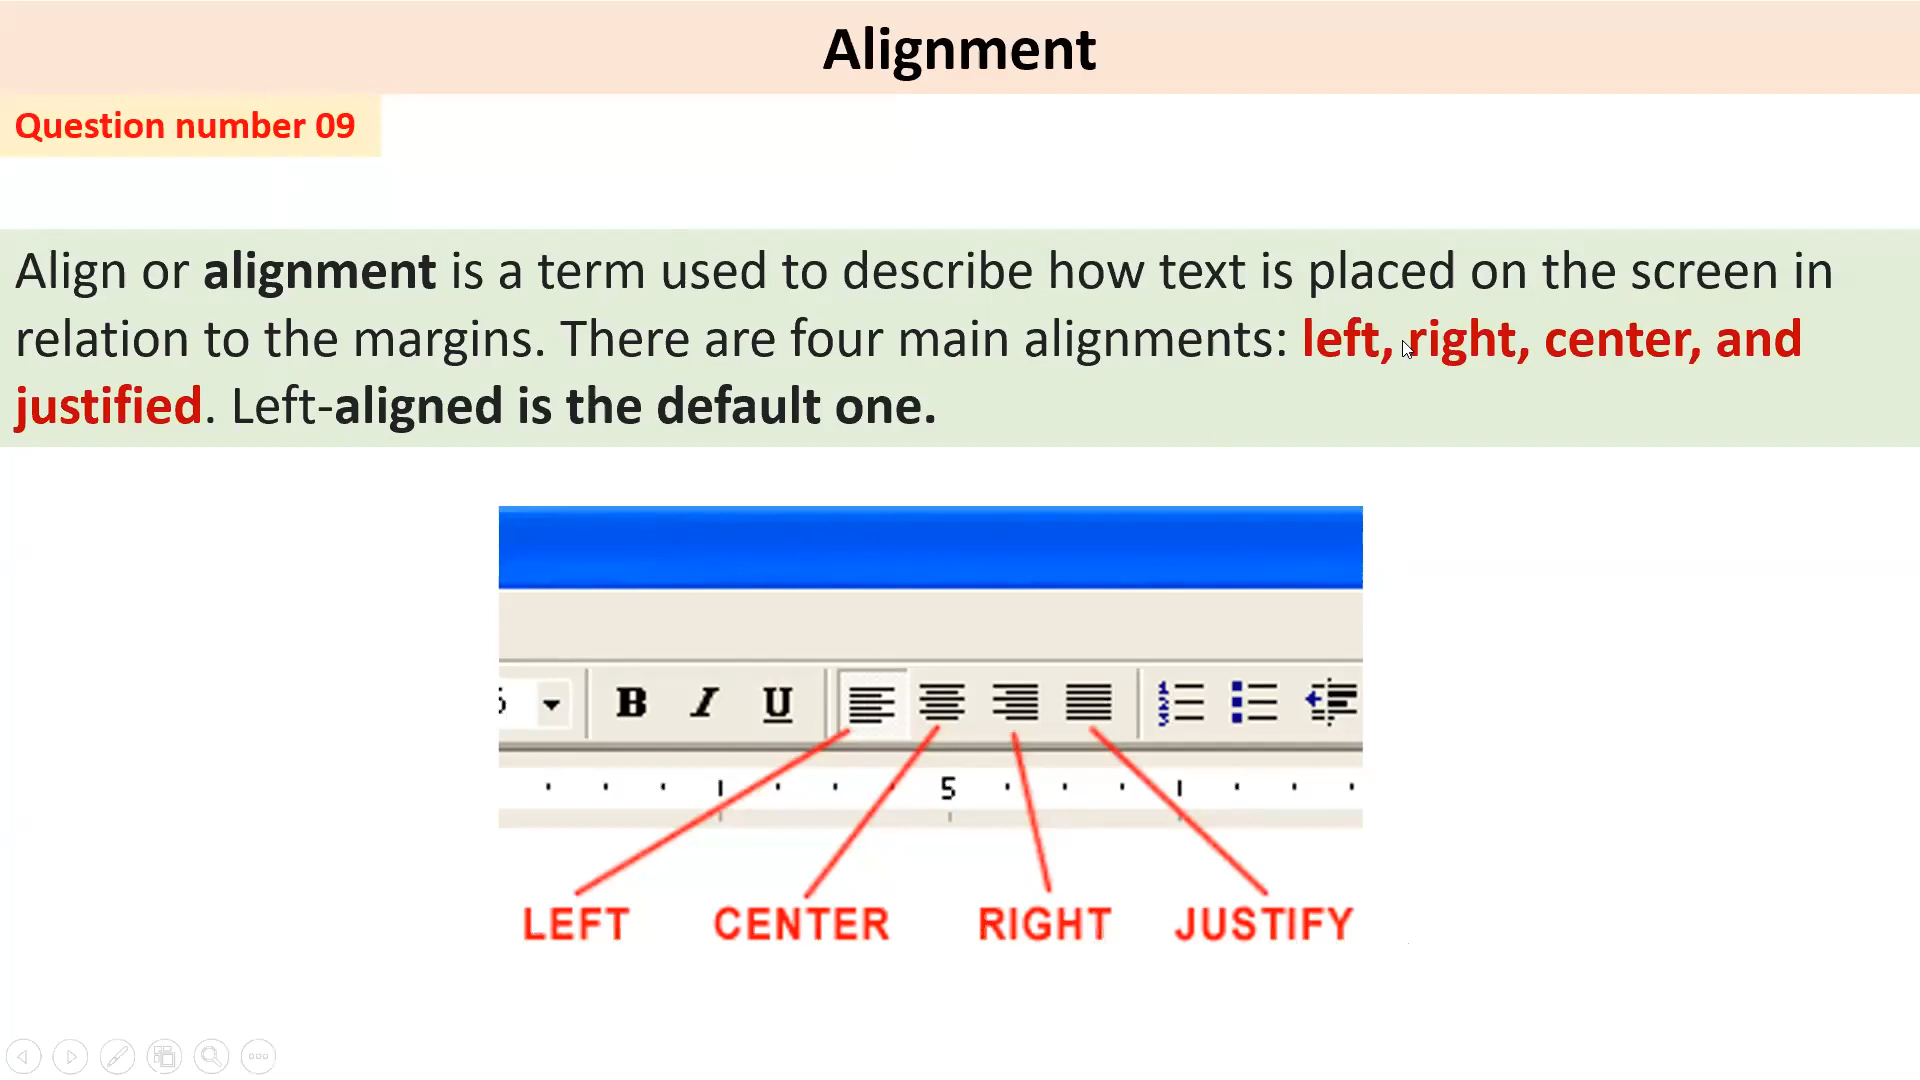 Alignment
Question number 09
Align or alignment is a term used to describe how text is placed on the screen in
relation to the margins. There are four main alignments: left, right, center, and
justified. Left-aligned is the default one.
B I U
5
LEFT CENTER RIGHT JUSTIFY